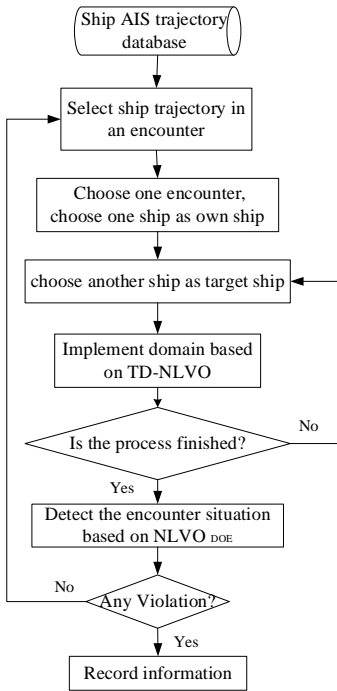 Ship AIS trajectory
database
Select ship trajectory in
an encounter
Choose one encounter,
choose one ship as own ship
choose another ship as target ship
Implement domain based
on TD-NLVO
Is the process finished?
No
Yes
Detect the encounter situation
based on NLVO DOE
No
Any Violation?
Yes
Record information